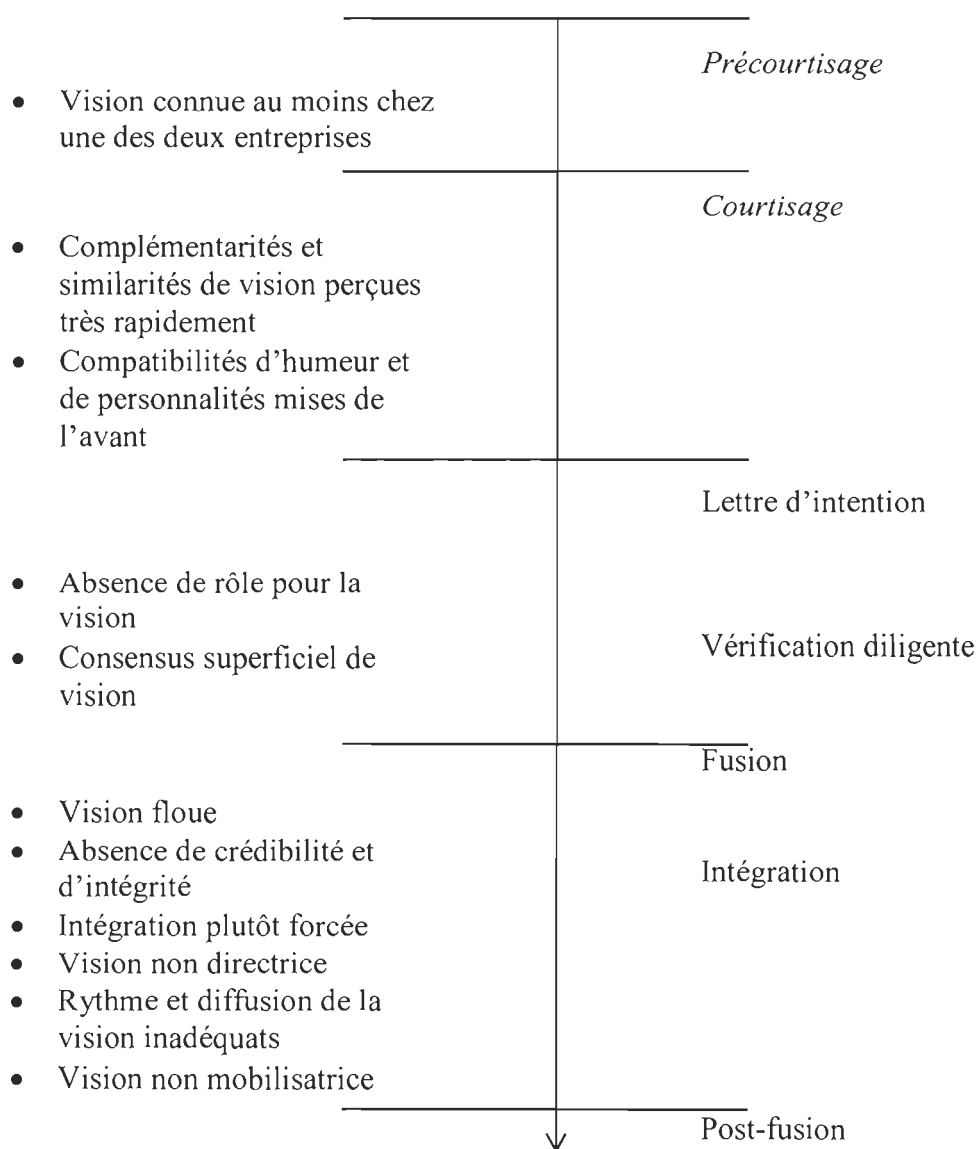 Précourtisage
• Vision connue au moins chez
une des deux entreprises
Courtisage
• Complémentarités et
similarités de vision perçues
très rapidement
• Compatibilités d'humeur et
de personnalités mises de
l'avant
Lettre d'intention
• Absence de rôle pour la
vision
• Consensus superficiel de
vision
Vérification diligente
Fusion
• Vision floue
• Absence de crédibilité et
d'intégrité
• Intégration plutôt forcée
• Vision non directrice
• Rythme et diffusion de la
vision inadéquats
• Vision non mobilisatrice
Intégration
Post-fusion